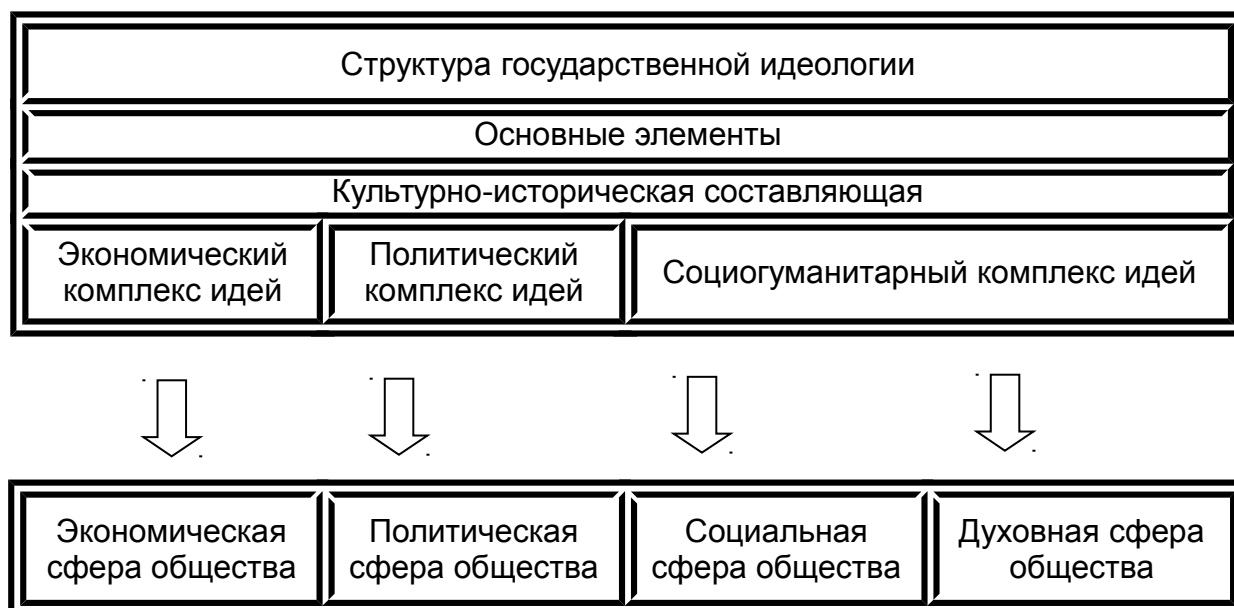 Структура государственной идеологии
Основные элементы
Культурно-историческая составляющая
Экономический
комплекс идей
Политический
комплекс идей
Социогуманитарный комплекс идей
Экономическая
сфера общества
Политическая
сфера общества
Социальная
сфера общества
Духовная сфера
общества